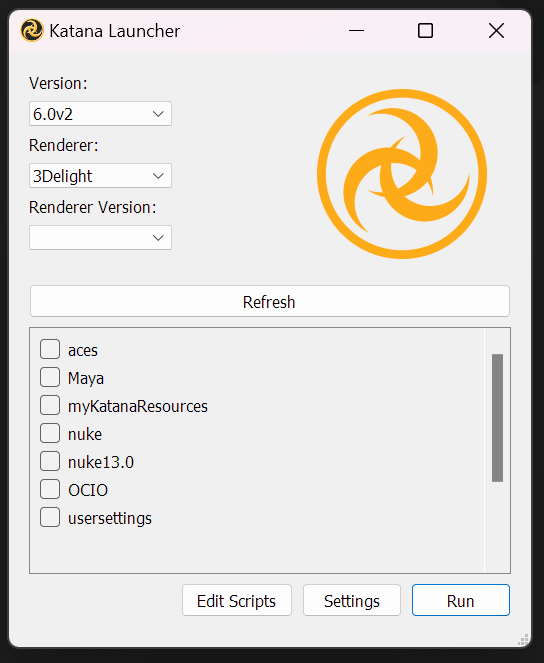 Katana Launcher
Version:
6.0v2
Renderer:
3Delight
Renderer Version:
Refresh
aces
Maya
myKatanaResources
nuke
nuke13.0
OCIO
usersettings
Edit Scripts Settings Run